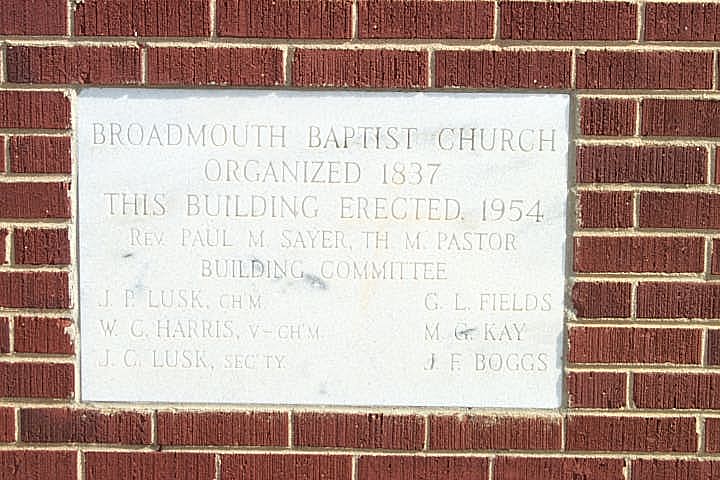 BROADMOUTH BAPTIST CHURCH
ORGANIZED 1837
THIS BUILDING ERECTED. 1954
REV. PAUL M. SAYER, TH. M. PASTOR
BUILDING COMMITTEE
J. P. LUSK, CH'M. G. L. FIELDS
W. C. HARRIS, V-CH'M. M. G. KAY
J. C. LUSK, SEC'TY. J. F. BOGGS